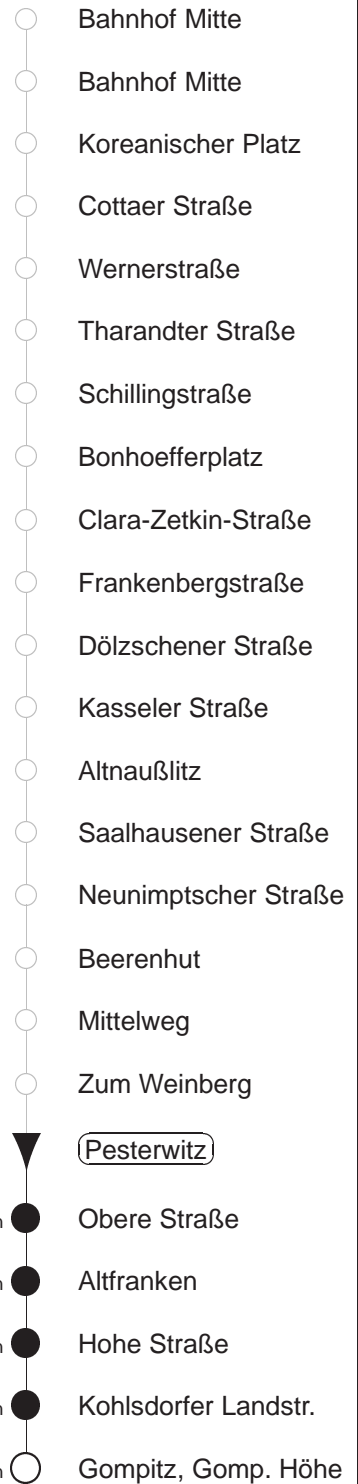 Bahnhof Mitte
Bahnhof Mitte
Koreanischer Platz
Cottaer Straße
Wernerstraße
Tharandter Straße
Schillingstraße
Bonhoefferplatz
Clara-Zetkin-Straße
Frankenbergstraße
Dölzschener Straße
Kasseler Straße
Altnaußlitz
Saalhausener Straße
Neunimptscher Straße
Beerenhut
Mittelweg
Zum Weinberg
Pesterwitz
Obere Straße
Altfranken
Hohe Straße
Kohlsdorfer Landstr.
Gompitz, Gomp. Höhe